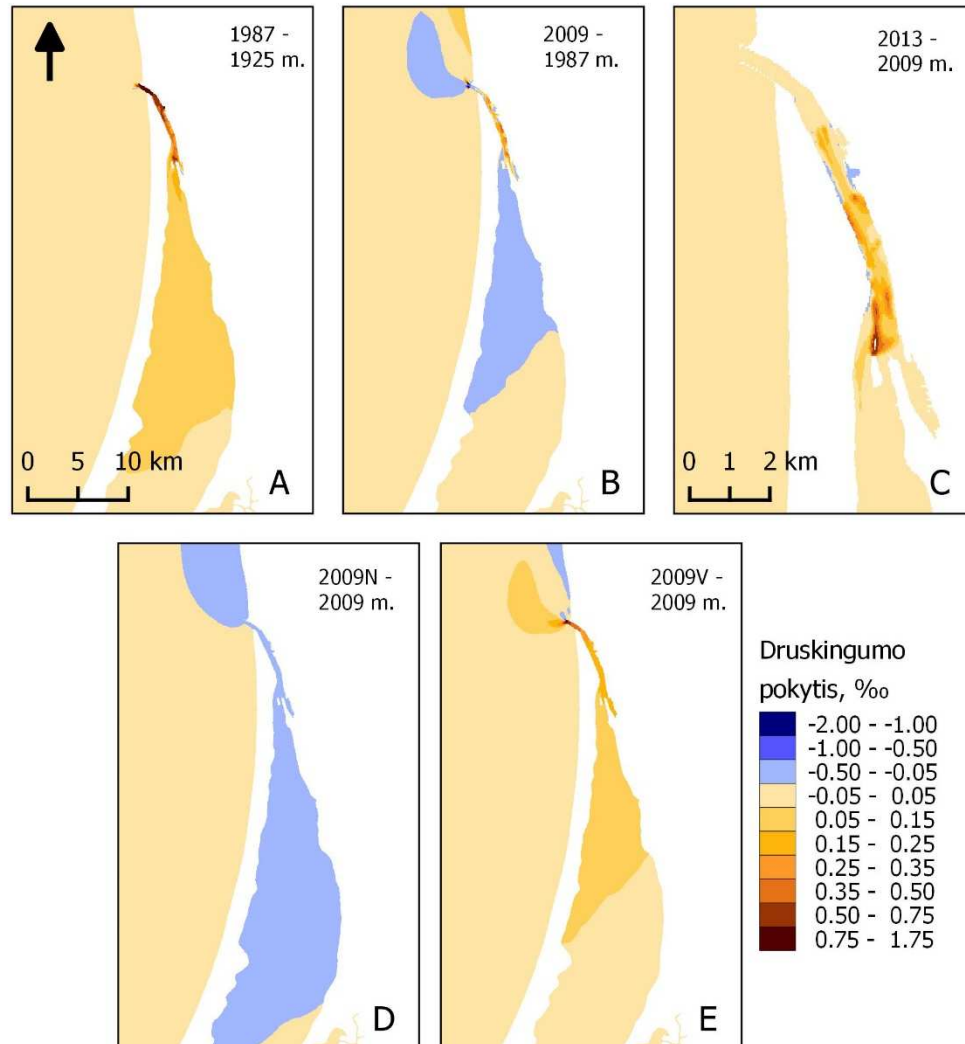 1987 -
1925 m.
0 5 10 km
A
2009 -
1987 m.
B
2013 -
2009 m.
0 1 2 km
C
2009N -
2009 m.
D
2009V -
2009 m.
E
Druskingumo
pokytis, ‰
-2.00 - -1.00
-1.00 - -0.50
-0.50 - -0.05
-0.05 - 0.05
0.05 - 0.15
0.15 - 0.25
0.25 - 0.35
0.35 - 0.50
0.50 - 0.75
0.75 - 1.75